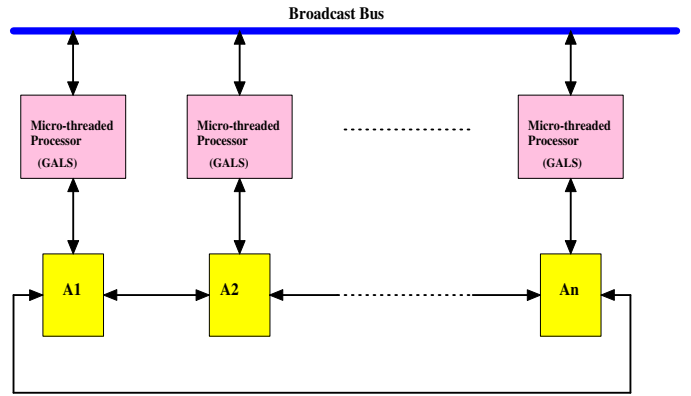 Broadcast Bus
Micro-threaded
Processor
(GALS)
Micro-threaded
Processor
(GALS)
Micro-threaded
Processor
(GALS)
A1
A2
An